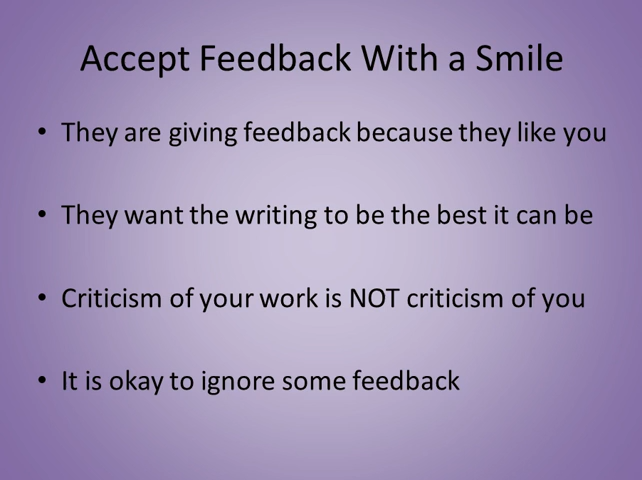 Accept Feedback With a Smile
• They are giving feedback because they like you
• They want the writing to be the best it can be
• Criticism of your work is NOT criticism of you
• It is okay to ignore some feedback